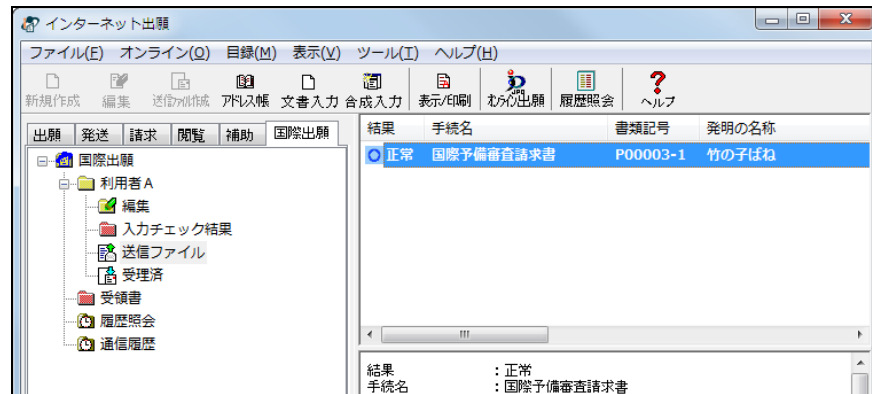 インターネット出願
ファイル(F) オンライン(O) 目録(M) 表示(V) ツール(T) ヘルプ(H)
新規作成 編集 送信ファイル作成 アドレス帳 文書入力 合成入力 表示/印刷 オンライン出願 履歴照会 ヘルプ
出願 発送 請求 閲覧 補助 国際出願
結果 手続名 書類記号 発明の名称
正常 国際予備審査請求書 P00003-1 竹の子ばね
国際出願
利用者A
編集
入力チェック結果
送信ファイル
受理済
受領書
履歴照会
通信履歴
結果 :正常
手続名 :国際予備審査請求書